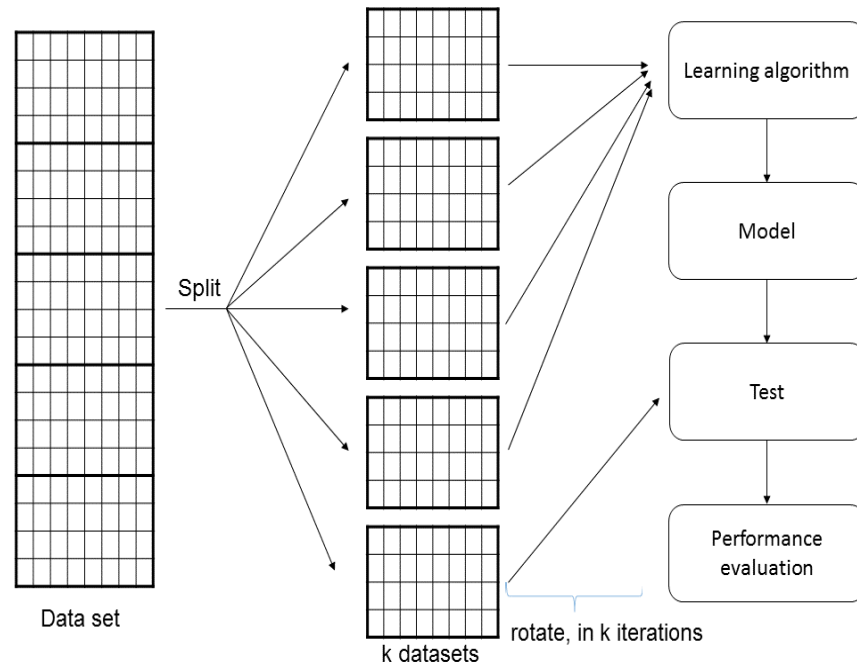 Data set
Split
k datasets
rotate, in k iterations
Learning algorithm
Model
Test
Performance
evaluation